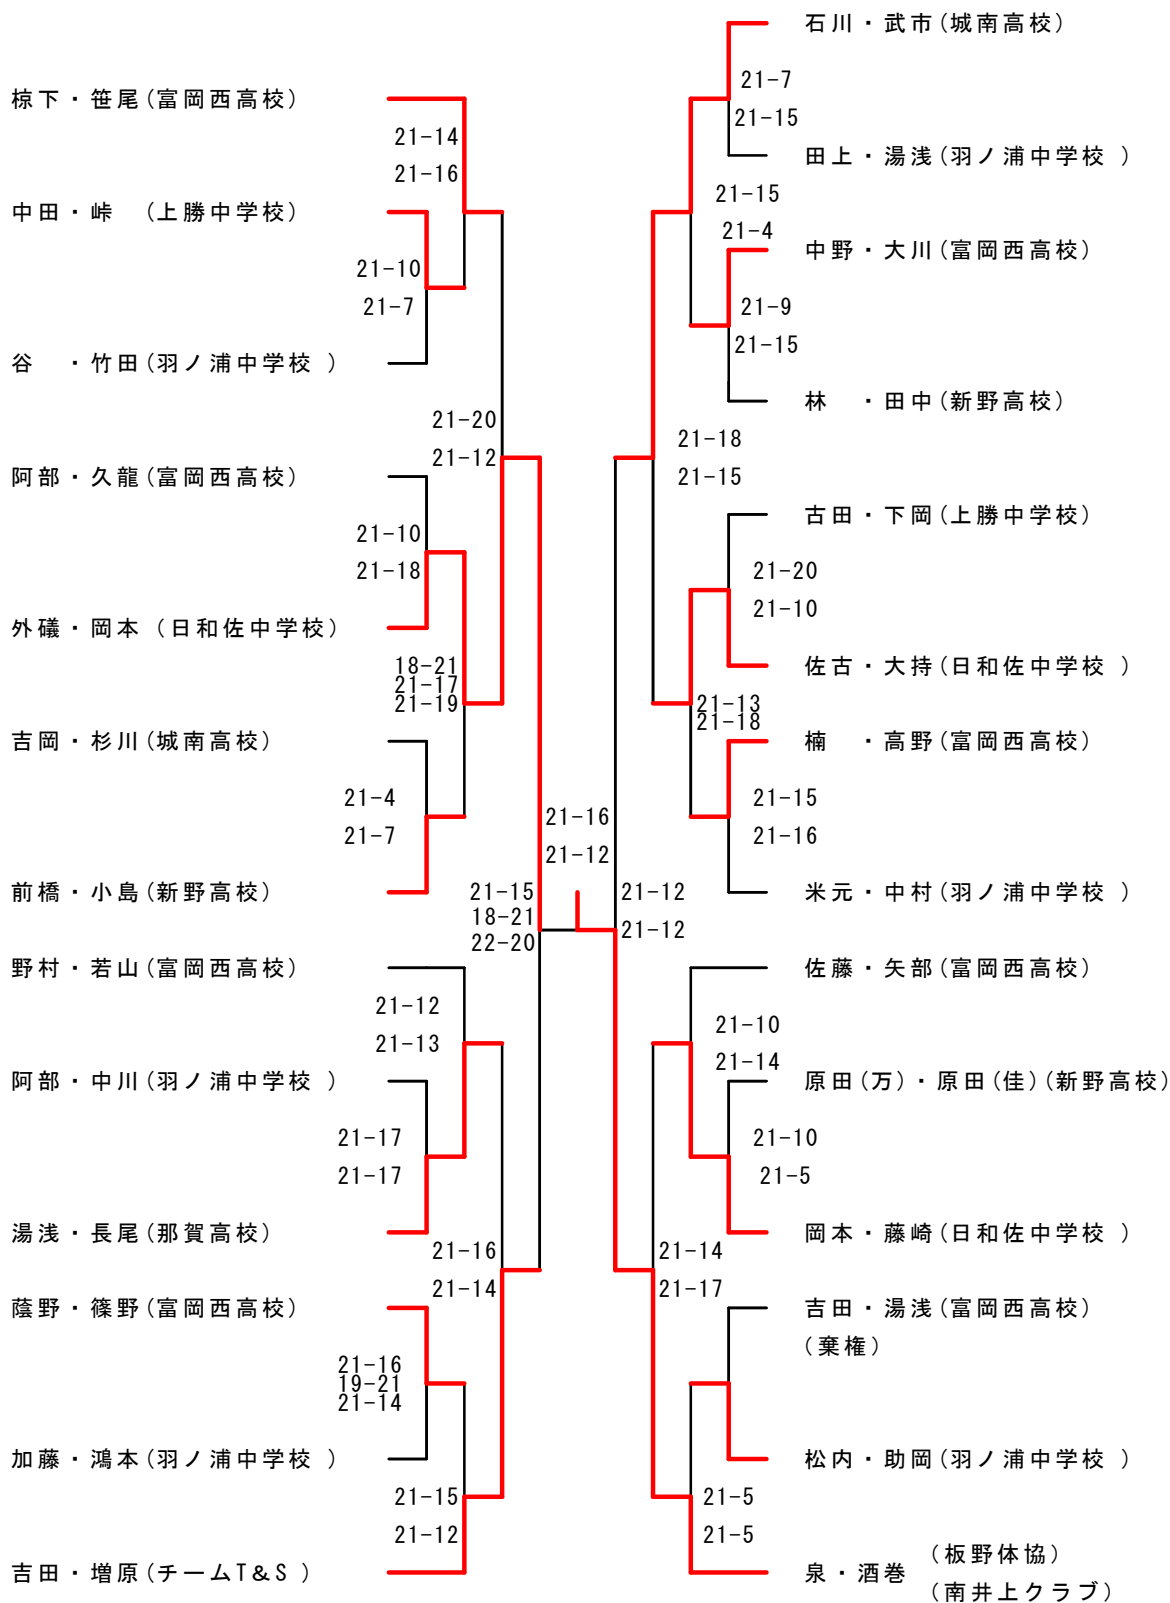 椋下・笹尾(富岡西高校)
21-14
21-16
中田・峠　(上勝中学校)
21-10
21-7
谷　・竹田(羽ノ浦中学校 )
21-20
21-12
阿部・久龍(富岡西高校)
21-10
21-18
外礒・岡本 (日和佐中学校)
18-21
21-17
21-19
吉岡・杉川(城南高校)
21-4
21-7
前橋・小島(新野高校)
21-15
18-21
22-20
野村・若山(富岡西高校)
21-12
21-13
阿部・中川(羽ノ浦中学校 )
21-17
21-17
湯浅・長尾(那賀高校)
21-16
21-14
蔭野・篠野(富岡西高校)
21-16
19-21
21-14
加藤・鴻本(羽ノ浦中学校 )
21-15
21-12
吉田・増原(チームT&S )
21-16
21-12
石川・武市(城南高校)
21-7
21-15
田上・湯浅(羽ノ浦中学校 )
21-15
21-4
中野・大川(富岡西高校)
21-9
21-15
林　・田中(新野高校)
21-18
21-15
古田・下岡(上勝中学校)
21-20
21-10
佐古・大持(日和佐中学校 )
21-13
21-18
楠　・高野(富岡西高校)
21-15
21-16
米元・中村(羽ノ浦中学校 )
21-12
21-12
佐藤・矢部(富岡西高校)
21-10
21-14
原田(万)・原田(佳)(新野高校)
21-10
21-5
岡本・藤崎(日和佐中学校 )
21-14
21-17
吉田・湯浅(富岡西高校)
(棄権)
松内・助岡(羽ノ浦中学校 )
21-5
21-5
泉・酒巻
(板野体協)
(南井上クラブ)